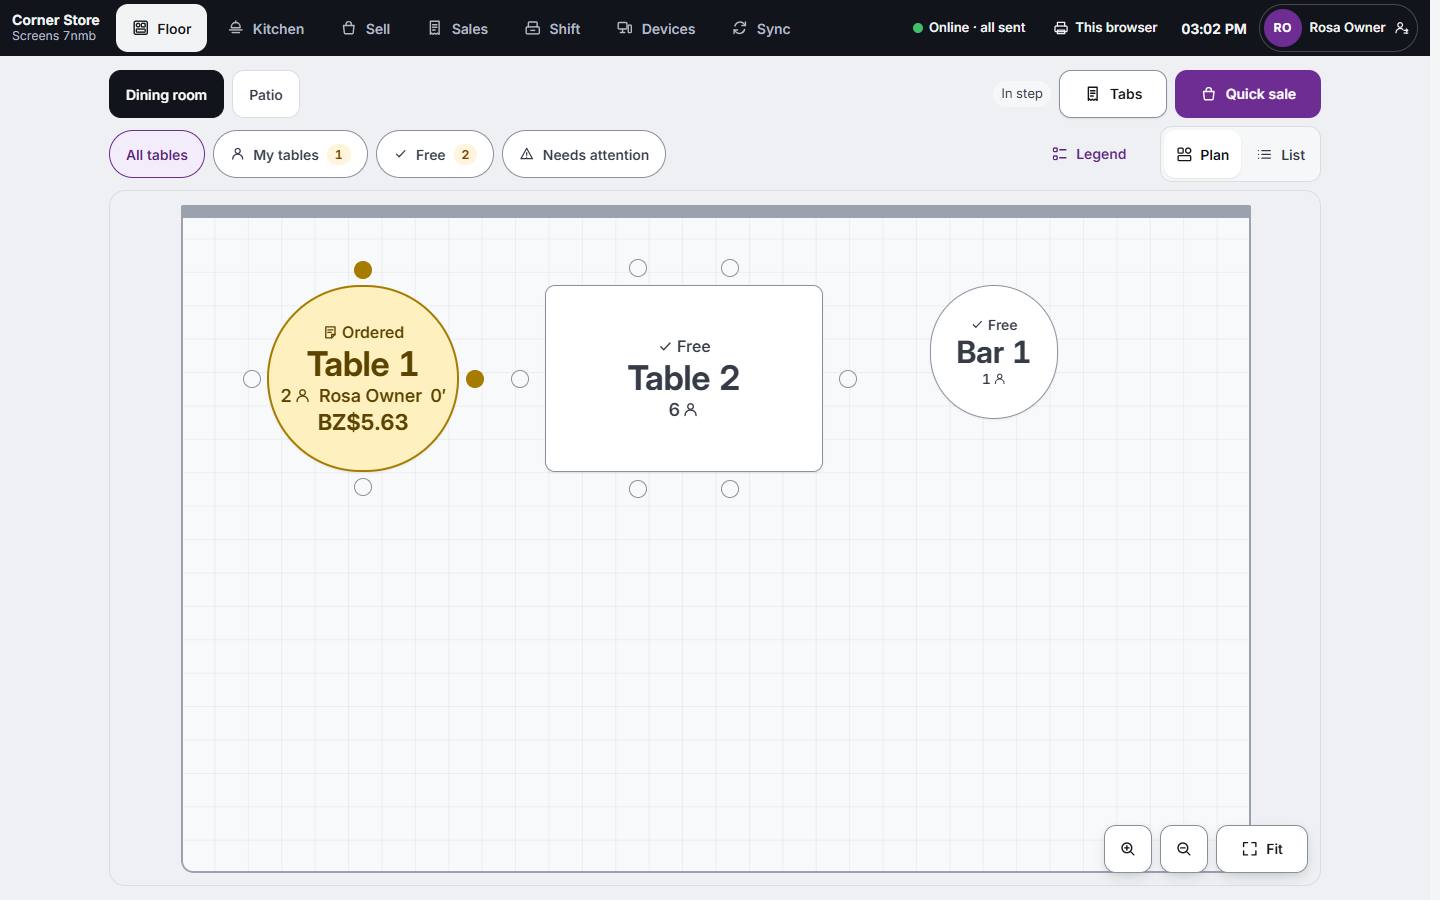 Corner Store
Screens 7nmb
Floor
Kitchen
Sell
Sales
Shift
Devices
Sync
Online · all sent
This browser
03:02 PM
RO
Rosa Owner
Dining room
Patio
In step
Tabs
Quick sale
All tables
My tables 1
Free 2
Needs attention
Legend
Plan
List
Ordered
Table 1
2 Rosa Owner 0′
BZ$5.63
Free
Table 2
6
Free
Bar 1
1
Fit